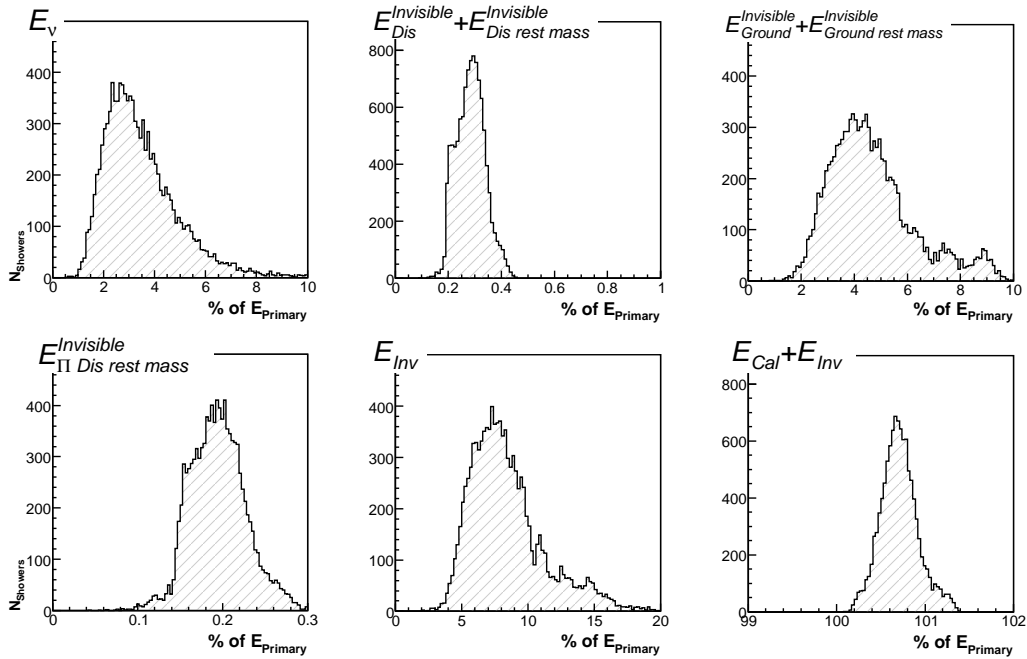 E_ν
400
300
200
100
0
N_Showers
0 2 4 6 8 10
% of E_Primary
E^Invisible_Dis + E^Invisible_Dis rest mass
800
600
400
200
0
0 0.2 0.4 0.6 0.8 1
% of E_Primary
E^Invisible_Ground + E^Invisible_Ground rest mass
400
300
200
100
0
0 2 4 6 8 10
% of E_Primary
E^Invisible_Π Dis rest mass
400
300
200
100
0
N_Showers
0 0.1 0.2 0.3
% of E_Primary
E_Inv
400
300
200
100
0
0 5 10 15 20
% of E_Primary
E_Cal + E_Inv
800
600
400
200
0
99 100 101 102
% of E_Primary